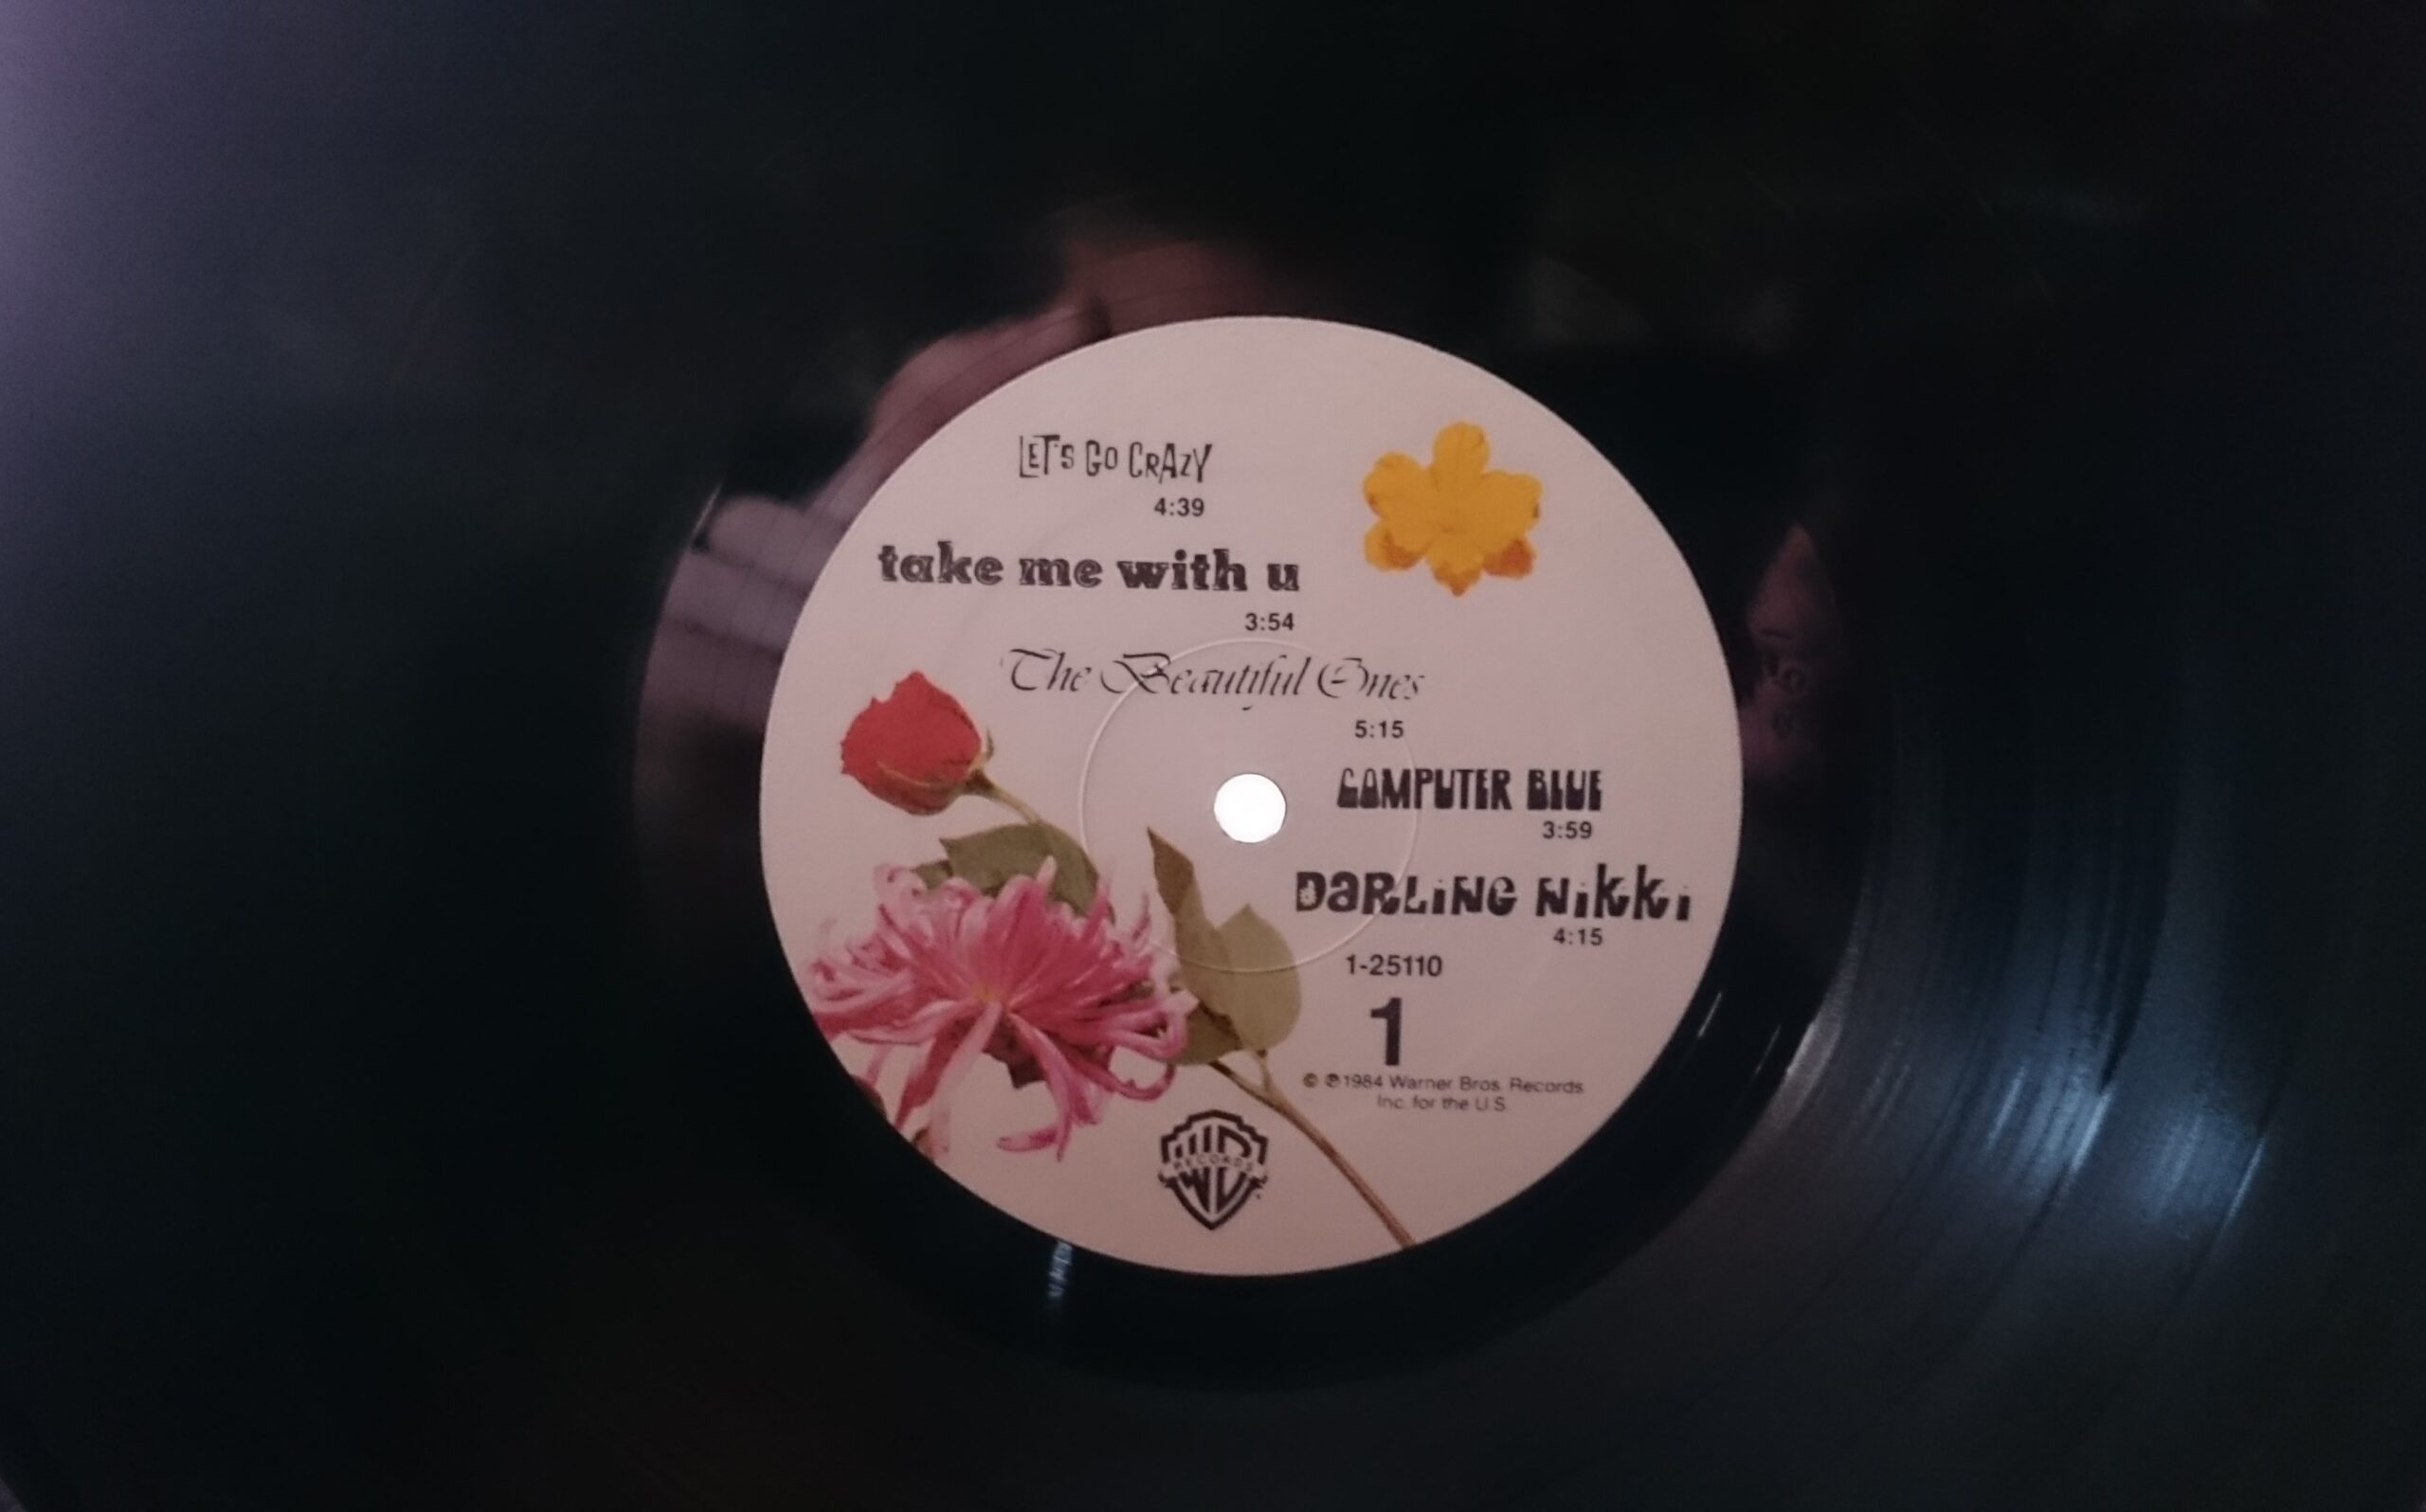 LET'S GO CRAZY
4:39
take me with u
3:54
The Beautiful Ones
5:15
COMPUTER BLUE
3:59
DARLING NIKKI
4:15
1-25110
1
© ℗ 1984 Warner Bros. Records
Inc. for the U.S.
WB
RECORDS